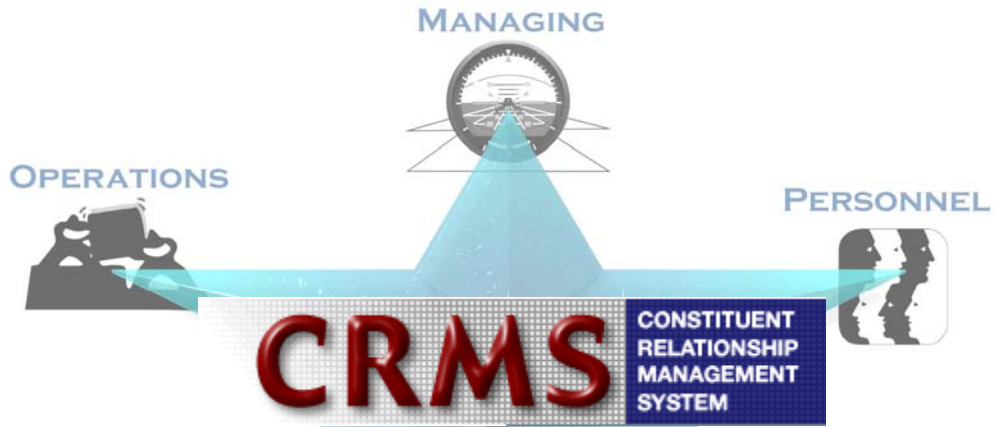 MANAGING
OPERATIONS
PERSONNEL
CRMS
CONSTITUENT
RELATIONSHIP
MANAGEMENT
SYSTEM